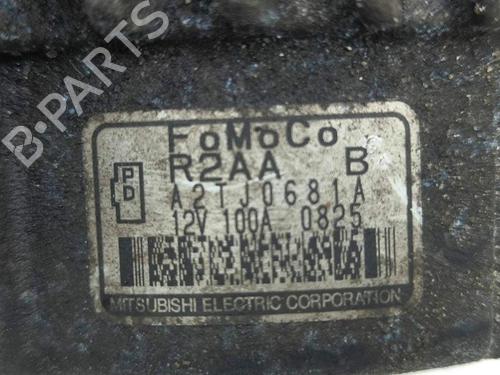 FoMoCo
R2AA B
P
D
A2TJ0681A
12V 100A 0825
MITSUBISHI ELECTRIC CORPORATION
B-PARTS